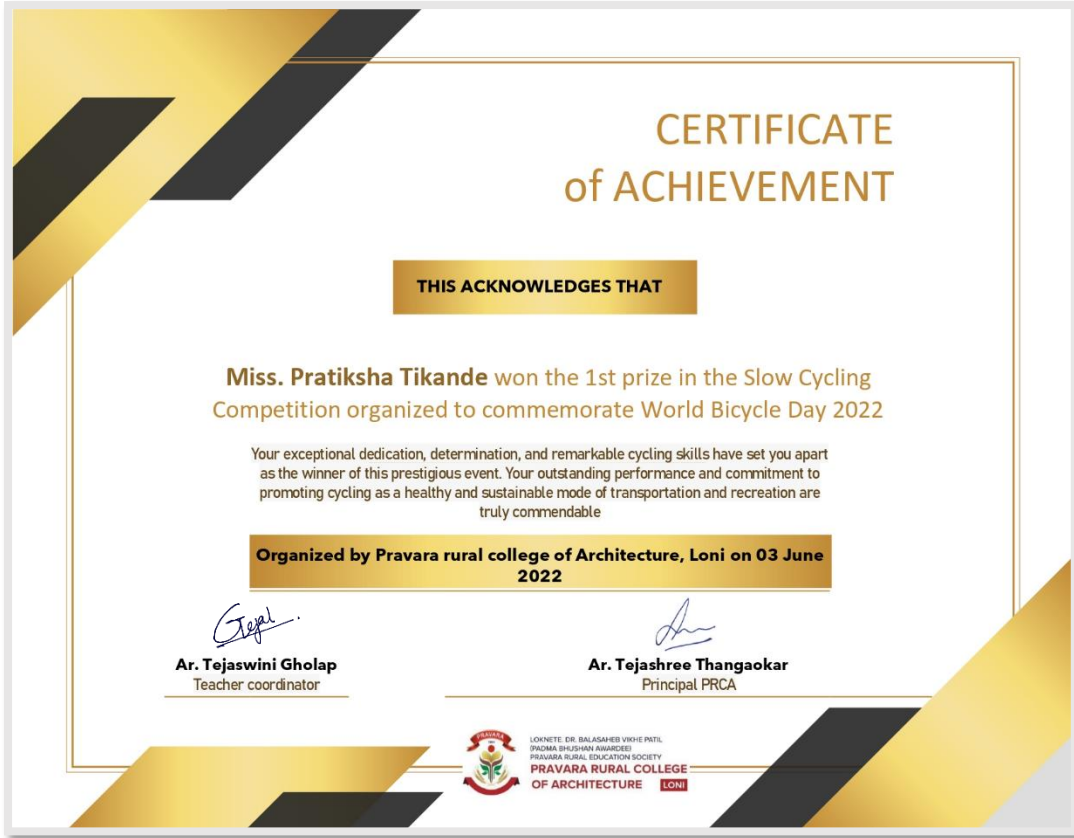 CERTIFICATE
of ACHIEVEMENT
THIS ACKNOWLEDGES THAT
Miss. Pratiksha Tikande won the 1st prize in the Slow Cycling
Competition organized to commemorate World Bicycle Day 2022
Your exceptional dedication, determination, and remarkable cycling skills have set you apart
as the winner of this prestigious event. Your outstanding performance and commitment to
promoting cycling as a healthy and sustainable mode of transportation and recreation are
truly commendable
Organized by Pravara rural college of Architecture, Loni on 03 June
2022
Ar. Tejaswini Gholap
Teacher coordinator
Ar. Tejashree Thangaokar
Principal PRCA
PRAVARA
LOKNETE. DR. BALASAHEB VIKHE PATIL
(PADMA BHUSHAN AWARDEE)
PRAVARA RURAL EDUCATION SOCIETY
PRAVARA RURAL COLLEGE
OF ARCHITECTURE LONI